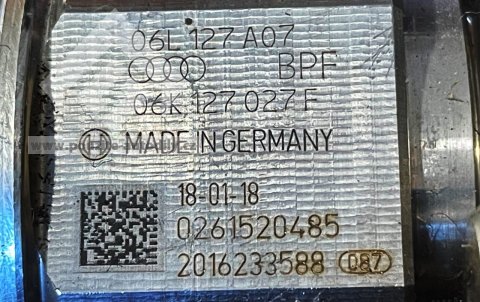 06L 127 A07
BPF
06K 127 027 F
MADE IN GERMANY
18-01-18
0261520485
2016233588 087